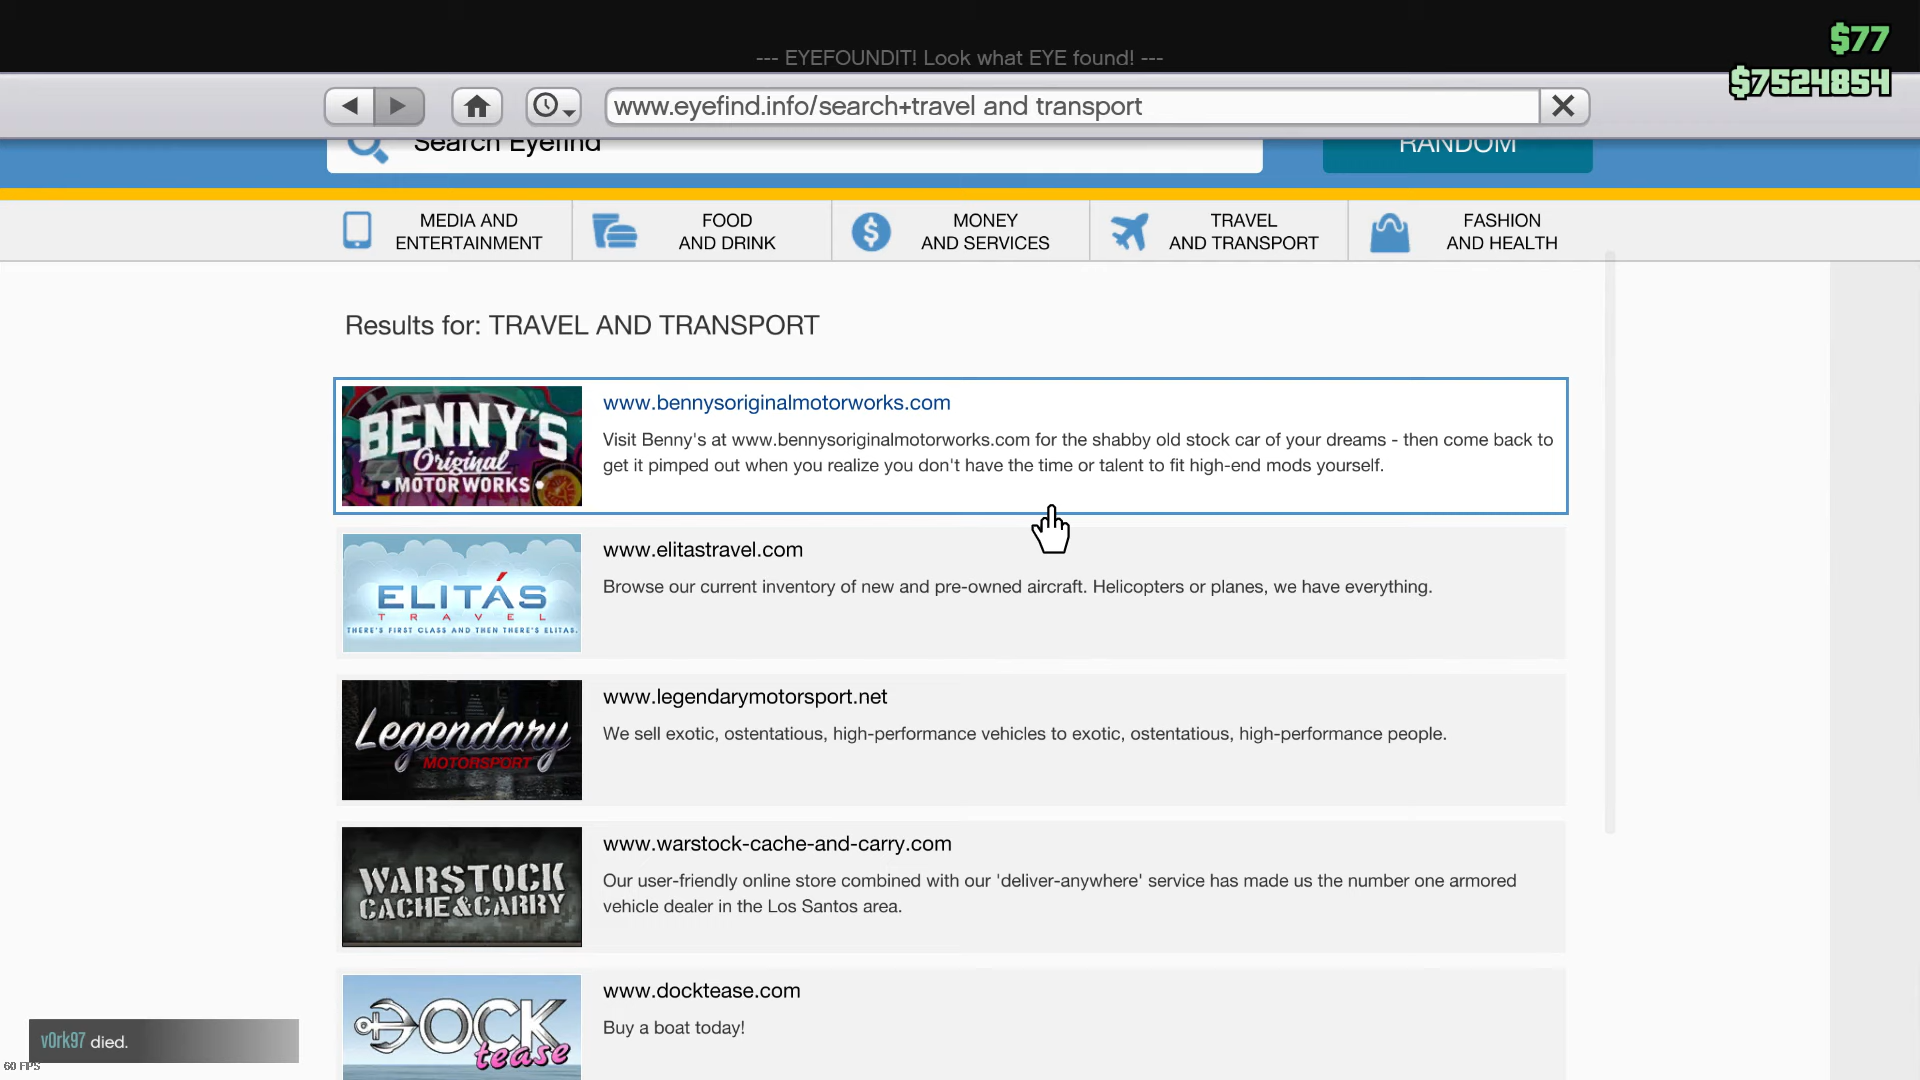 $77
--- EYEFOUNDIT! Look what EYE found! ---
$7524854
www.eyefind.info/search+travel and transport
Search Eyefind
RANDOM
MEDIA AND
ENTERTAINMENT
FOOD
AND DRINK
MONEY
AND SERVICES
TRAVEL
AND TRANSPORT
FASHION
AND HEALTH
Results for: TRAVEL AND TRANSPORT
BENNY'S
Original
MOTOR WORKS
www.bennysoriginalmotorworks.com
Visit Benny's at www.bennysoriginalmotorworks.com for the shabby old stock car of your dreams - then come back to
get it pimped out when you realize you don't have the time or talent to fit high-end mods yourself.
ELITÁS
TRAVEL
THERE'S FIRST CLASS AND THEN THERE'S ELITAS.
www.elitastravel.com
Browse our current inventory of new and pre-owned aircraft. Helicopters or planes, we have everything.
Legendary
MOTORSPORT
www.legendarymotorsport.net
We sell exotic, ostentatious, high-performance vehicles to exotic, ostentatious, high-performance people.
WARSTOCK
CACHE&CARRY
www.warstock-cache-and-carry.com
Our user-friendly online store combined with our 'deliver-anywhere' service has made us the number one armored
vehicle dealer in the Los Santos area.
DOCK
tease
www.docktease.com
Buy a boat today!
v0rk97 died.
60 FPS